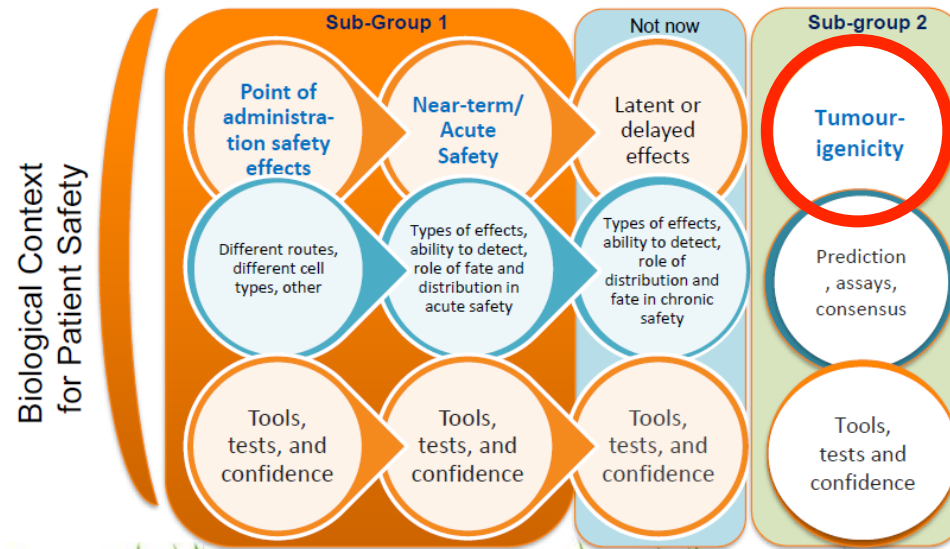 Sub-Group 1
Not now
Sub-group 2
Biological Context
for Patient Safety
Point of
administra-
tion safety
effects
Near-term/
Acute
Safety
Latent or
delayed
effects
Tumour-
igenicity
Different routes,
different cell
types, other
Types of effects,
ability to detect,
role of fate and
distribution in
acute safety
Types of effects,
ability to detect,
role of
distribution and
fate in chronic
safety
Prediction
, assays,
consensus
Tools,
tests, and
confidence
Tools,
tests, and
confidence
Tools,
tests, and
confidence
Tools,
tests and
confidence